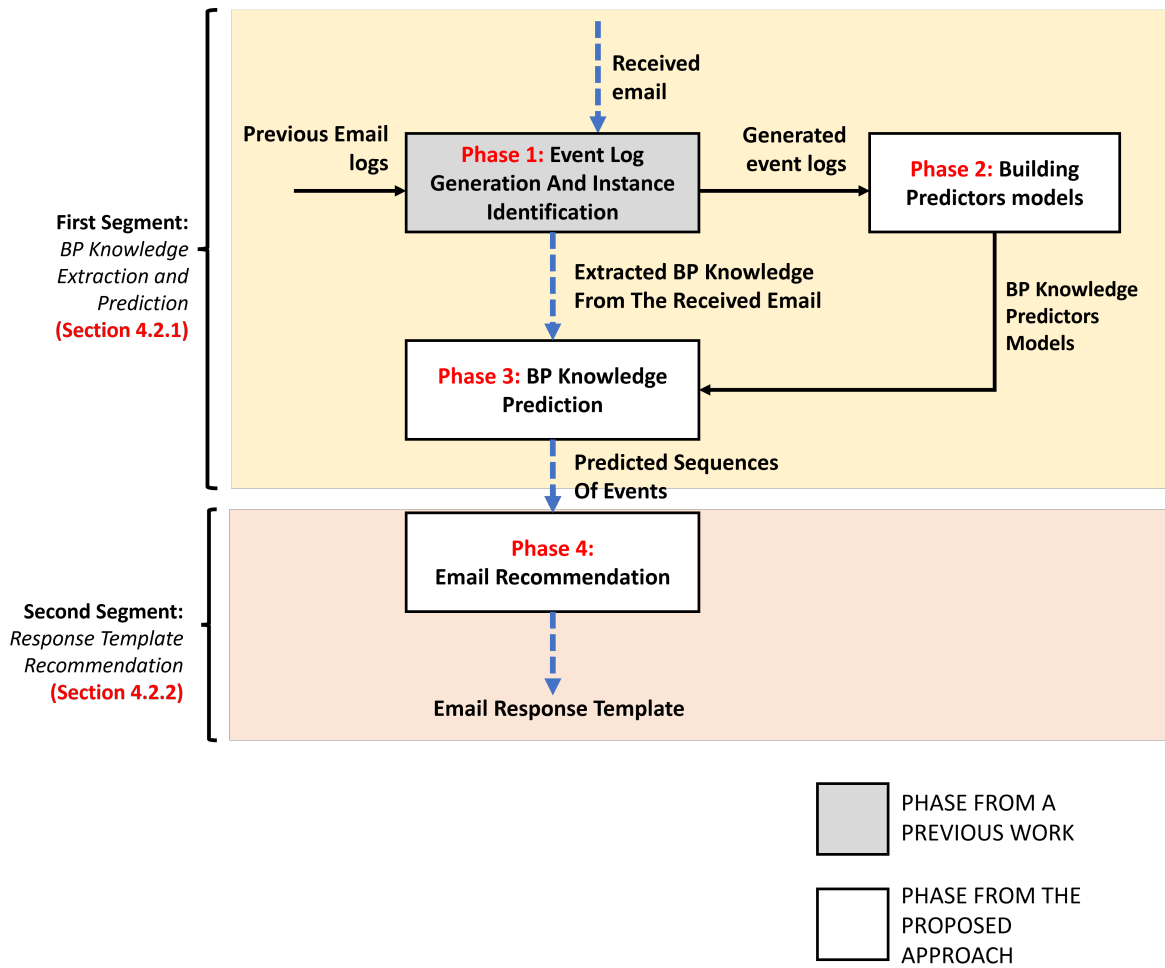 Received
email
Previous Email
logs
Phase 1: Event Log
Generation And Instance
Identification
Generated
event logs
Phase 2: Building
Predictors models
First Segment:
BP Knowledge
Extraction and
Prediction
(Section 4.2.1)
Extracted BP Knowledge
From The Received Email
BP Knowledge
Predictors
Models
Phase 3: BP Knowledge
Prediction
Predicted Sequences
Of Events
Phase 4:
Email Recommendation
Second Segment:
Response Template
Recommendation
(Section 4.2.2)
Email Response Template
PHASE FROM A
PREVIOUS WORK
PHASE FROM THE
PROPOSED
APPROACH